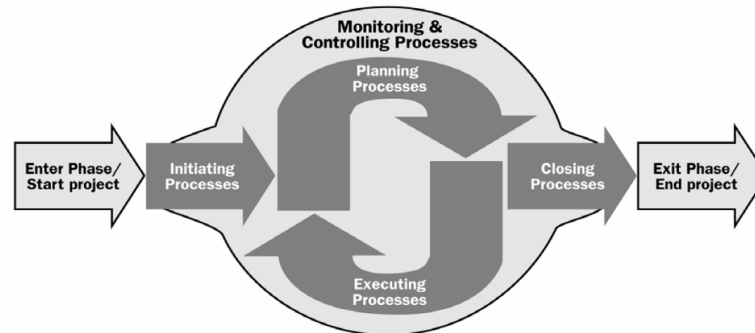 Monitoring &
Controlling Processes
Planning
Processes
Enter Phase/
Start project
Initiating
Processes
Closing
Processes
Exit Phase/
End project
Executing
Processes